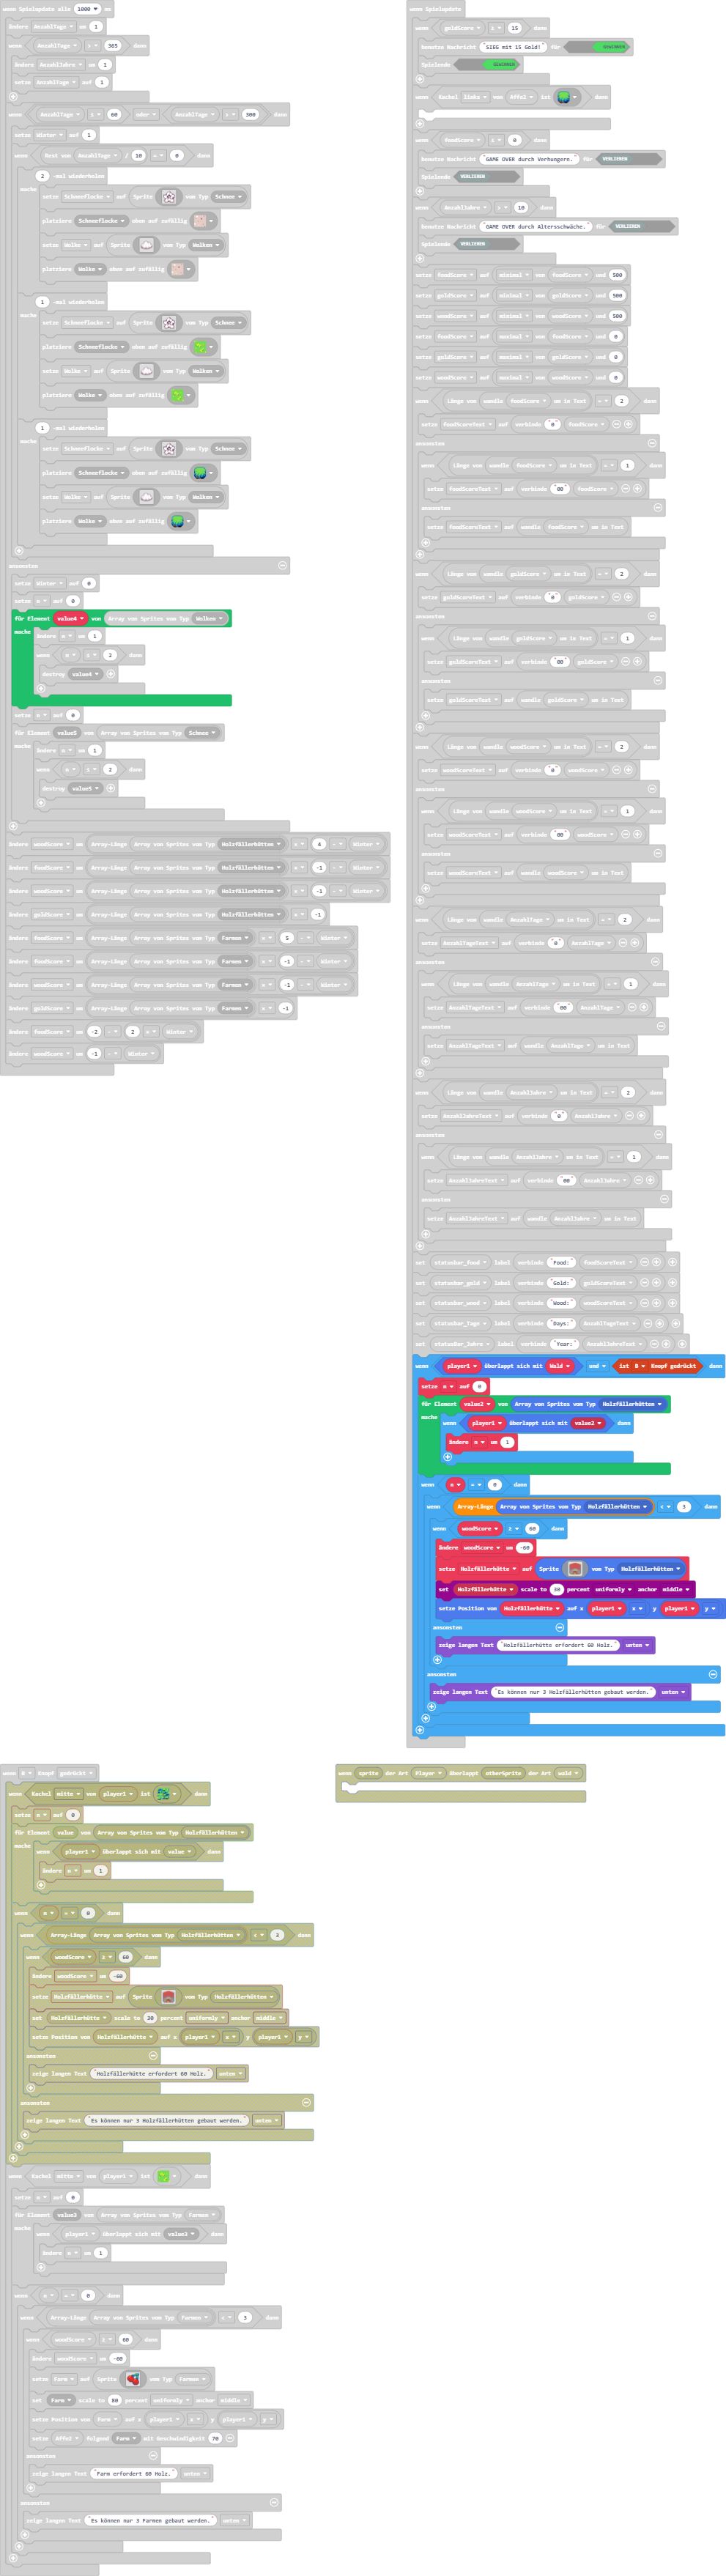 wenn Spielupdate alle 1000 ms
ändere AnzahlTage um 1
wenn AnzahlTage ≥ 365 dann
ändere AnzahlJahre um 1
setze AnzahlTage auf 1
wenn AnzahlTage ≤ 60 oder AnzahlTage > 300 dann
setze Winter auf 1
wenn Rest von AnzahlTage / 10 = 0 dann
2 -mal wiederholen
mache
setze Schneeflocke auf Sprite vom Typ Schnee
platziere Schneeflocke oben auf zufällig
setze Wolke auf Sprite vom Typ Wolken
platziere Wolke oben auf zufällig
1 -mal wiederholen
mache
setze Schneeflocke auf Sprite vom Typ Schnee
platziere Schneeflocke oben auf zufällig
setze Wolke auf Sprite vom Typ Wolken
platziere Wolke oben auf zufällig
1 -mal wiederholen
mache
setze Schneeflocke auf Sprite vom Typ Schnee
platziere Schneeflocke oben auf zufällig
setze Wolke auf Sprite vom Typ Wolken
platziere Wolke oben auf zufällig
ansonsten
setze Winter auf 0
setze n auf 0
für Element value4 von Array von Sprites vom Typ Wolken
mache
ändere n um 1
wenn n ≤ 2 dann
destroy value4
setze n auf 0
für Element value5 von Array von Sprites vom Typ Schnee
mache
ändere n um 1
wenn n ≤ 2 dann
destroy value5
ändere woodScore um Array-Länge Array von Sprites vom Typ Holzfällerhütten × 4 - Winter
ändere foodScore um Array-Länge Array von Sprites vom Typ Holzfällerhütten × -1 - Winter
ändere woodScore um Array-Länge Array von Sprites vom Typ Holzfällerhütten × -1 - Winter
ändere goldScore um Array-Länge Array von Sprites vom Typ Holzfällerhütten × -1
ändere foodScore um Array-Länge Array von Sprites vom Typ Farmen × 5 - Winter
ändere foodScore um Array-Länge Array von Sprites vom Typ Farmen × -1 - Winter
ändere woodScore um Array-Länge Array von Sprites vom Typ Farmen × -1 - Winter
ändere goldScore um Array-Länge Array von Sprites vom Typ Farmen × -1
ändere foodScore um -2 - 2 × Winter
ändere woodScore um -1 - Winter
wenn Spielupdate
wenn goldScore ≥ 15 dann
benutze Nachricht "SIEG mit 15 Gold!" für GEWINNEN
Spielende GEWINNEN
wenn Kachel links von Affe2 ist dann
wenn foodScore ≤ 0 dann
benutze Nachricht "GAME OVER durch Verhungern." für VERLIEREN
Spielende VERLIEREN
wenn AnzahlJahre ≥ 10 dann
benutze Nachricht "GAME OVER durch Altersschwäche." für VERLIEREN
Spielende VERLIEREN
setze foodScore auf minimal von foodScore und 500
setze goldScore auf minimal von goldScore und 500
setze woodScore auf minimal von woodScore und 500
setze foodScore auf maximal von foodScore und 0
setze goldScore auf maximal von goldScore und 0
setze woodScore auf maximal von woodScore und 0
wenn Länge von wandle foodScore um in Text = 2 dann
setze foodScoreText auf verbinde "0" foodScore
ansonsten
wenn Länge von wandle foodScore um in Text = 1 dann
setze foodScoreText auf verbinde "00" foodScore
ansonsten
setze foodScoreText auf wandle foodScore um in Text
wenn Länge von wandle goldScore um in Text = 2 dann
setze goldScoreText auf verbinde "0" goldScore
ansonsten
wenn Länge von wandle goldScore um in Text = 1 dann
setze goldScoreText auf verbinde "00" goldScore
ansonsten
setze goldScoreText auf wandle goldScore um in Text
wenn Länge von wandle woodScore um in Text = 2 dann
setze woodScoreText auf verbinde "0" woodScore
ansonsten
wenn Länge von wandle woodScore um in Text = 1 dann
setze woodScoreText auf verbinde "00" woodScore
ansonsten
setze woodScoreText auf wandle woodScore um in Text
wenn Länge von wandle AnzahlTage um in Text = 2 dann
setze AnzahlTageText auf verbinde "0" AnzahlTage
ansonsten
wenn Länge von wandle AnzahlTage um in Text = 1 dann
setze AnzahlTageText auf verbinde "00" AnzahlTage
ansonsten
setze AnzahlTageText auf wandle AnzahlTage um in Text
wenn Länge von wandle AnzahlJahre um in Text = 2 dann
setze AnzahlJahreText auf verbinde "0" AnzahlJahre
ansonsten
wenn Länge von wandle AnzahlJahre um in Text = 1 dann
setze AnzahlJahreText auf verbinde "00" AnzahlJahre
ansonsten
setze AnzahlJahreText auf wandle AnzahlJahre um in Text
set statusbar_food label verbinde "Food:" foodScoreText
set statusbar_gold label verbinde "Gold:" goldScoreText
set statusbar_wood label verbinde "Wood:" woodScoreText
set statusbar_Tage label verbinde "Days:" AnzahlTageText
set statusbar_Jahre label verbinde "Year:" AnzahlJahreText
wenn player1 überlappt sich mit Wald und ist B Knopf gedrückt dann
setze n auf 0
für Element value2 von Array von Sprites vom Typ Holzfällerhütten
mache
wenn player1 überlappt sich mit value2 dann
ändere n um 1
wenn n = 0 dann
wenn Array-Länge Array von Sprites vom Typ Holzfällerhütten < 3 dann
wenn woodScore ≥ 60 dann
ändere woodScore um -60
setze Holzfällerhütte auf Sprite vom Typ Holzfällerhütten
set Holzfällerhütte scale to 30 percent uniformly anchor middle
setze Position von Holzfällerhütte auf x player1 x y player1 y
ansonsten
zeige langen Text "Holzfällerhütte erfordert 60 Holz." unten
ansonsten
zeige langen Text "Es können nur 3 Holzfällerhütten gebaut werden." unten
wenn B Knopf gedrückt
wenn Kachel mitte von player1 ist dann
setze n auf 0
für Element value von Array von Sprites vom Typ Holzfällerhütten
mache
wenn player1 überlappt sich mit value dann
ändere n um 1
wenn n = 0 dann
wenn Array-Länge Array von Sprites vom Typ Holzfällerhütten < 3 dann
wenn woodScore ≥ 60 dann
ändere woodScore um -60
setze Holzfällerhütte auf Sprite vom Typ Holzfällerhütten
set Holzfällerhütte scale to 30 percent uniformly anchor middle
setze Position von Holzfällerhütte auf x player1 x y player1 y
ansonsten
zeige langen Text "Holzfällerhütte erfordert 60 Holz." unten
ansonsten
zeige langen Text "Es können nur 3 Holzfällerhütten gebaut werden." unten
wenn Kachel mitte von player1 ist dann
setze n auf 0
für Element value3 von Array von Sprites vom Typ Farmen
mache
wenn player1 überlappt sich mit value3 dann
ändere n um 1
wenn n = 0 dann
wenn Array-Länge Array von Sprites vom Typ Farmen < 3 dann
wenn woodScore ≥ 60 dann
ändere woodScore um -60
setze Farm auf Sprite vom Typ Farmen
set Farm scale to 80 percent uniformly anchor middle
setze Position von Farm auf x player1 x y player1 y
setze Affe2 folgend Farm mit Geschwindigkeit 70
ansonsten
zeige langen Text "Farm erfordert 60 Holz." unten
ansonsten
zeige langen Text "Es können nur 3 Farmen gebaut werden." unten
wenn sprite der Art Player überlappt otherSprite der Art wald